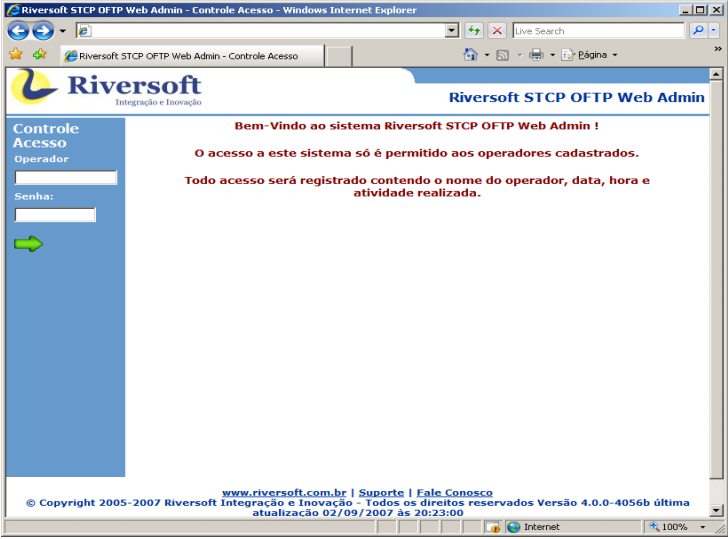 Riversoft STCP OFTP Web Admin - Controle Acesso - Windows Internet Explorer
Live Search
Riversoft STCP OFTP Web Admin - Controle Acesso
Página
Riversoft
Integração e Inovação
Riversoft STCP OFTP Web Admin
Controle
Acesso
Operador
Senha:
Bem-Vindo ao sistema Riversoft STCP OFTP Web Admin !
O acesso a este sistema só é permitido aos operadores cadastrados.
Todo acesso será registrado contendo o nome do operador, data, hora e
atividade realizada.
www.riversoft.com.br | Suporte | Fale Conosco
© Copyright 2005-2007 Riversoft Integração e Inovação - Todos os direitos reservados Versão 4.0.0-4056b última
atualização 02/09/2007 às 20:23:00
Internet
100%